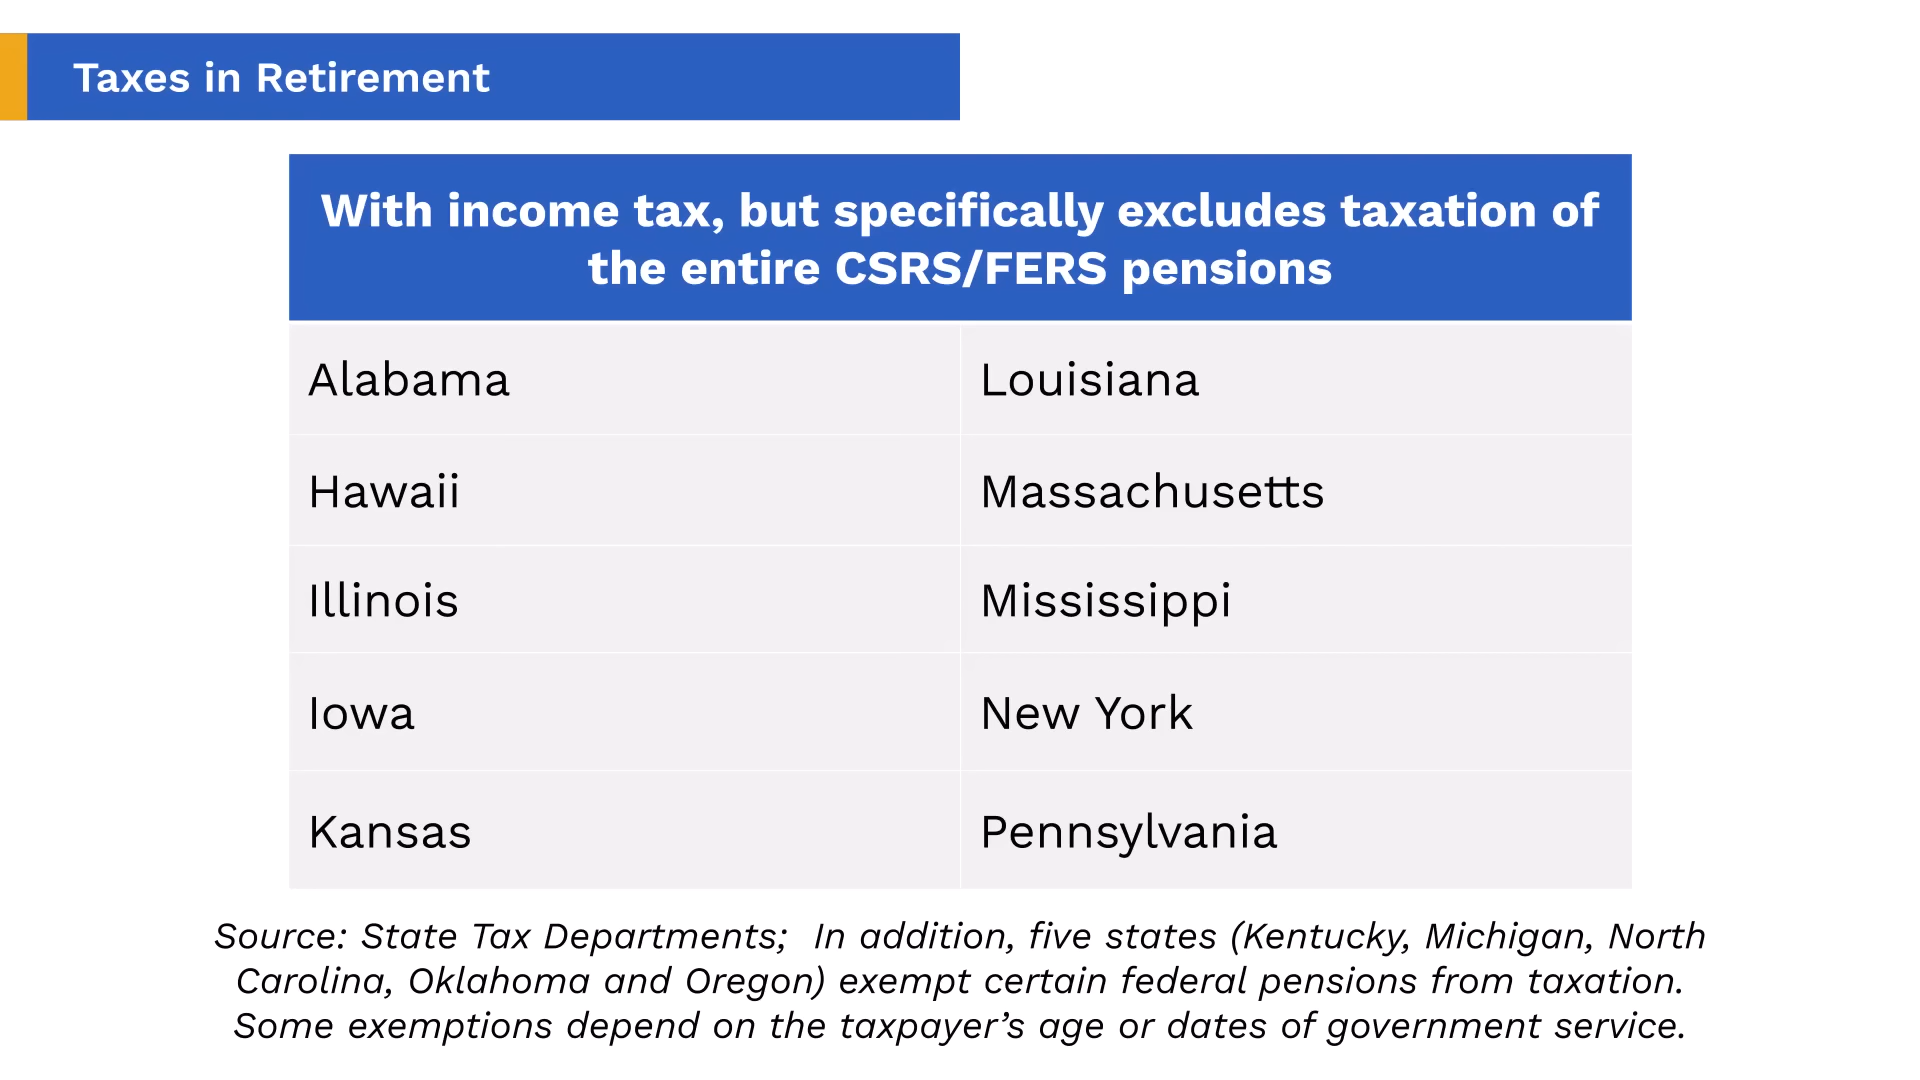 Taxes in Retirement
With income tax, but specifically excludes taxation of
the entire CSRS/FERS pensions
Alabama
Louisiana
Hawaii
Massachusetts
Illinois
Mississippi
Iowa
New York
Kansas
Pennsylvania
Source: State Tax Departments;  In addition, five states (Kentucky, Michigan, North
Carolina, Oklahoma and Oregon) exempt certain federal pensions from taxation.
Some exemptions depend on the taxpayer’s age or dates of government service.